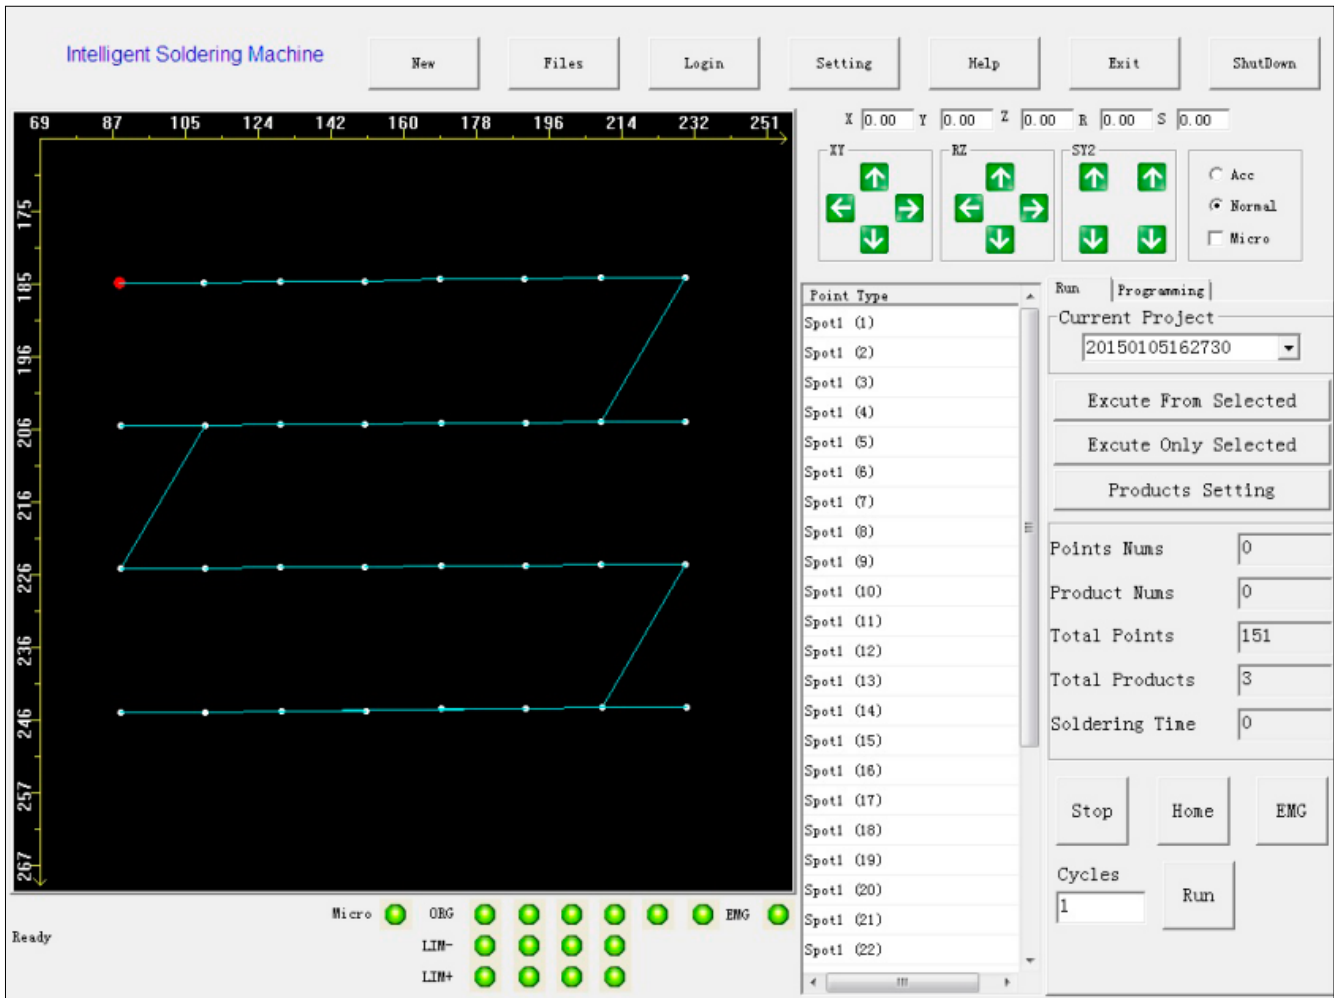 Intelligent Soldering Machine
New
Files
Login
Setting
Help
Exit
ShutDown
69 87 105 124 142 160 178 196 214 232 251
175
185
196
206
216
226
236
246
257
267
X 0.00 Y 0.00 Z 0.00 R 0.00 S 0.00
XY
RZ
SY2
Acc
Normal
Micro
Point Type
Spot1 (1)
Spot1 (2)
Spot1 (3)
Spot1 (4)
Spot1 (5)
Spot1 (6)
Spot1 (7)
Spot1 (8)
Spot1 (9)
Spot1 (10)
Spot1 (11)
Spot1 (12)
Spot1 (13)
Spot1 (14)
Spot1 (15)
Spot1 (16)
Spot1 (17)
Spot1 (18)
Spot1 (19)
Spot1 (20)
Spot1 (21)
Spot1 (22)
Run
Programming
Current Project
20150105162730
Excute From Selected
Excute Only Selected
Products Setting
Points Nums 0
Product Nums 0
Total Points 151
Total Products 3
Soldering Time 0
Stop
Home
EMG
Cycles
1
Run
Micro
ORG
EMG
LIM-
LIM+
Ready